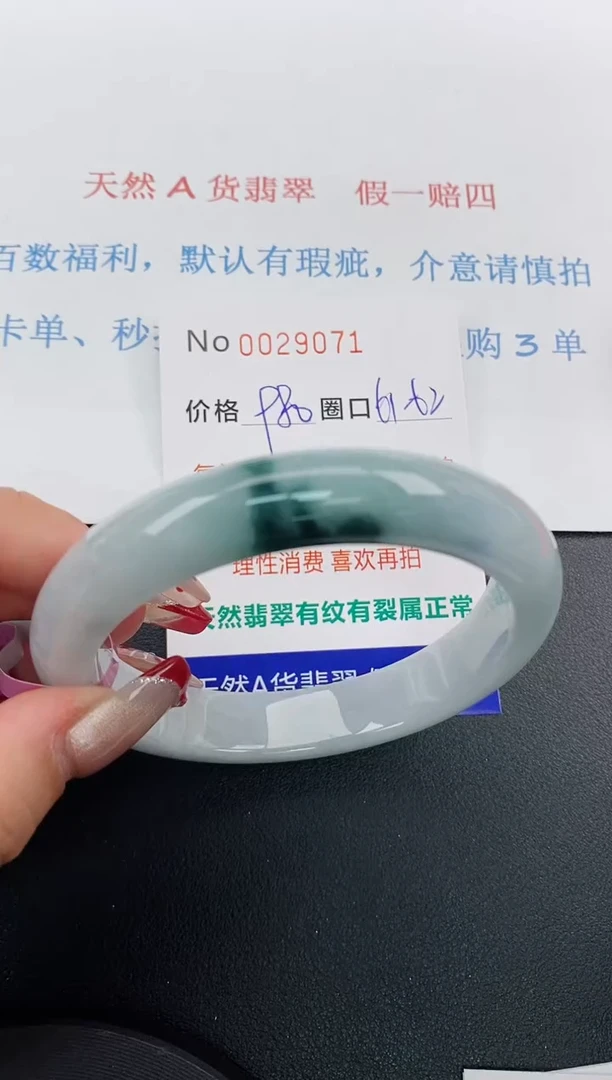 天然 A 货翡翠 假一赔四
百数福利，默认有瑕疵，介意请慎拍
卡单、秒
购 3 单
No 0029071
价格 圈口 61-62
理性消费 喜欢再拍
天然翡翠有纹有裂属正常
天然A货翡翠